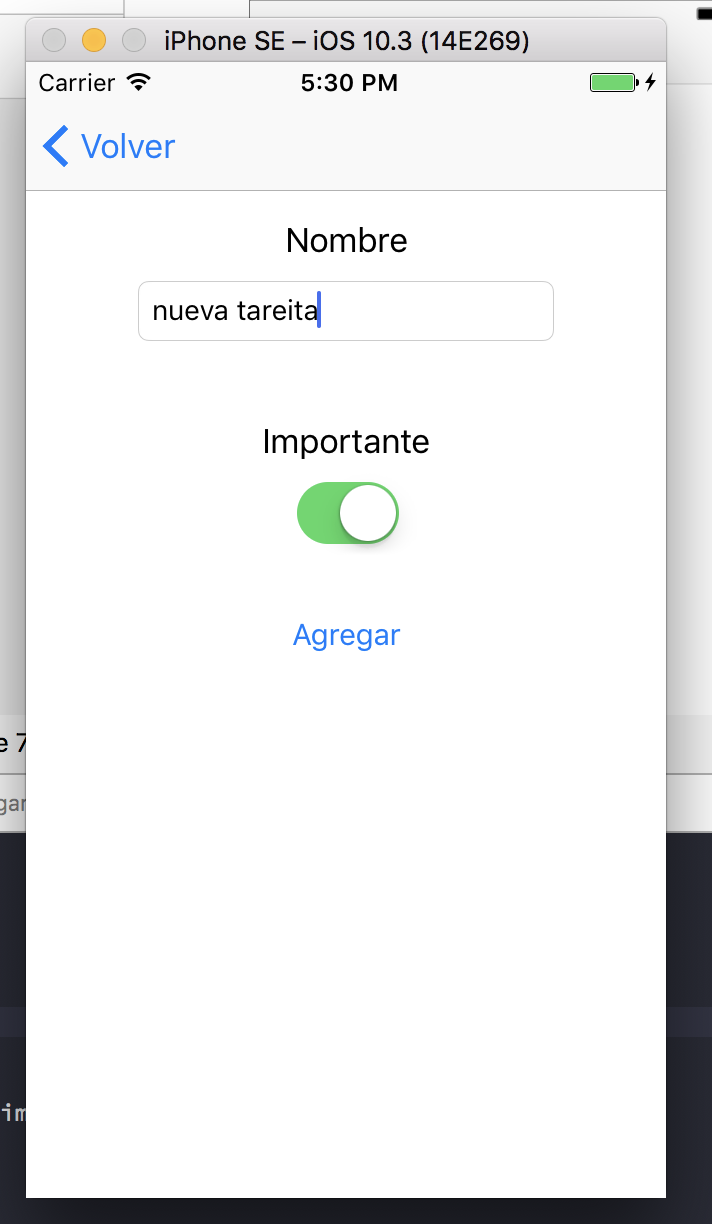 iPhone SE – iOS 10.3 (14E269)
Carrier 5:30 PM
Volver
Nombre
nueva tareita
Importante
Agregar
e 7
gar
im